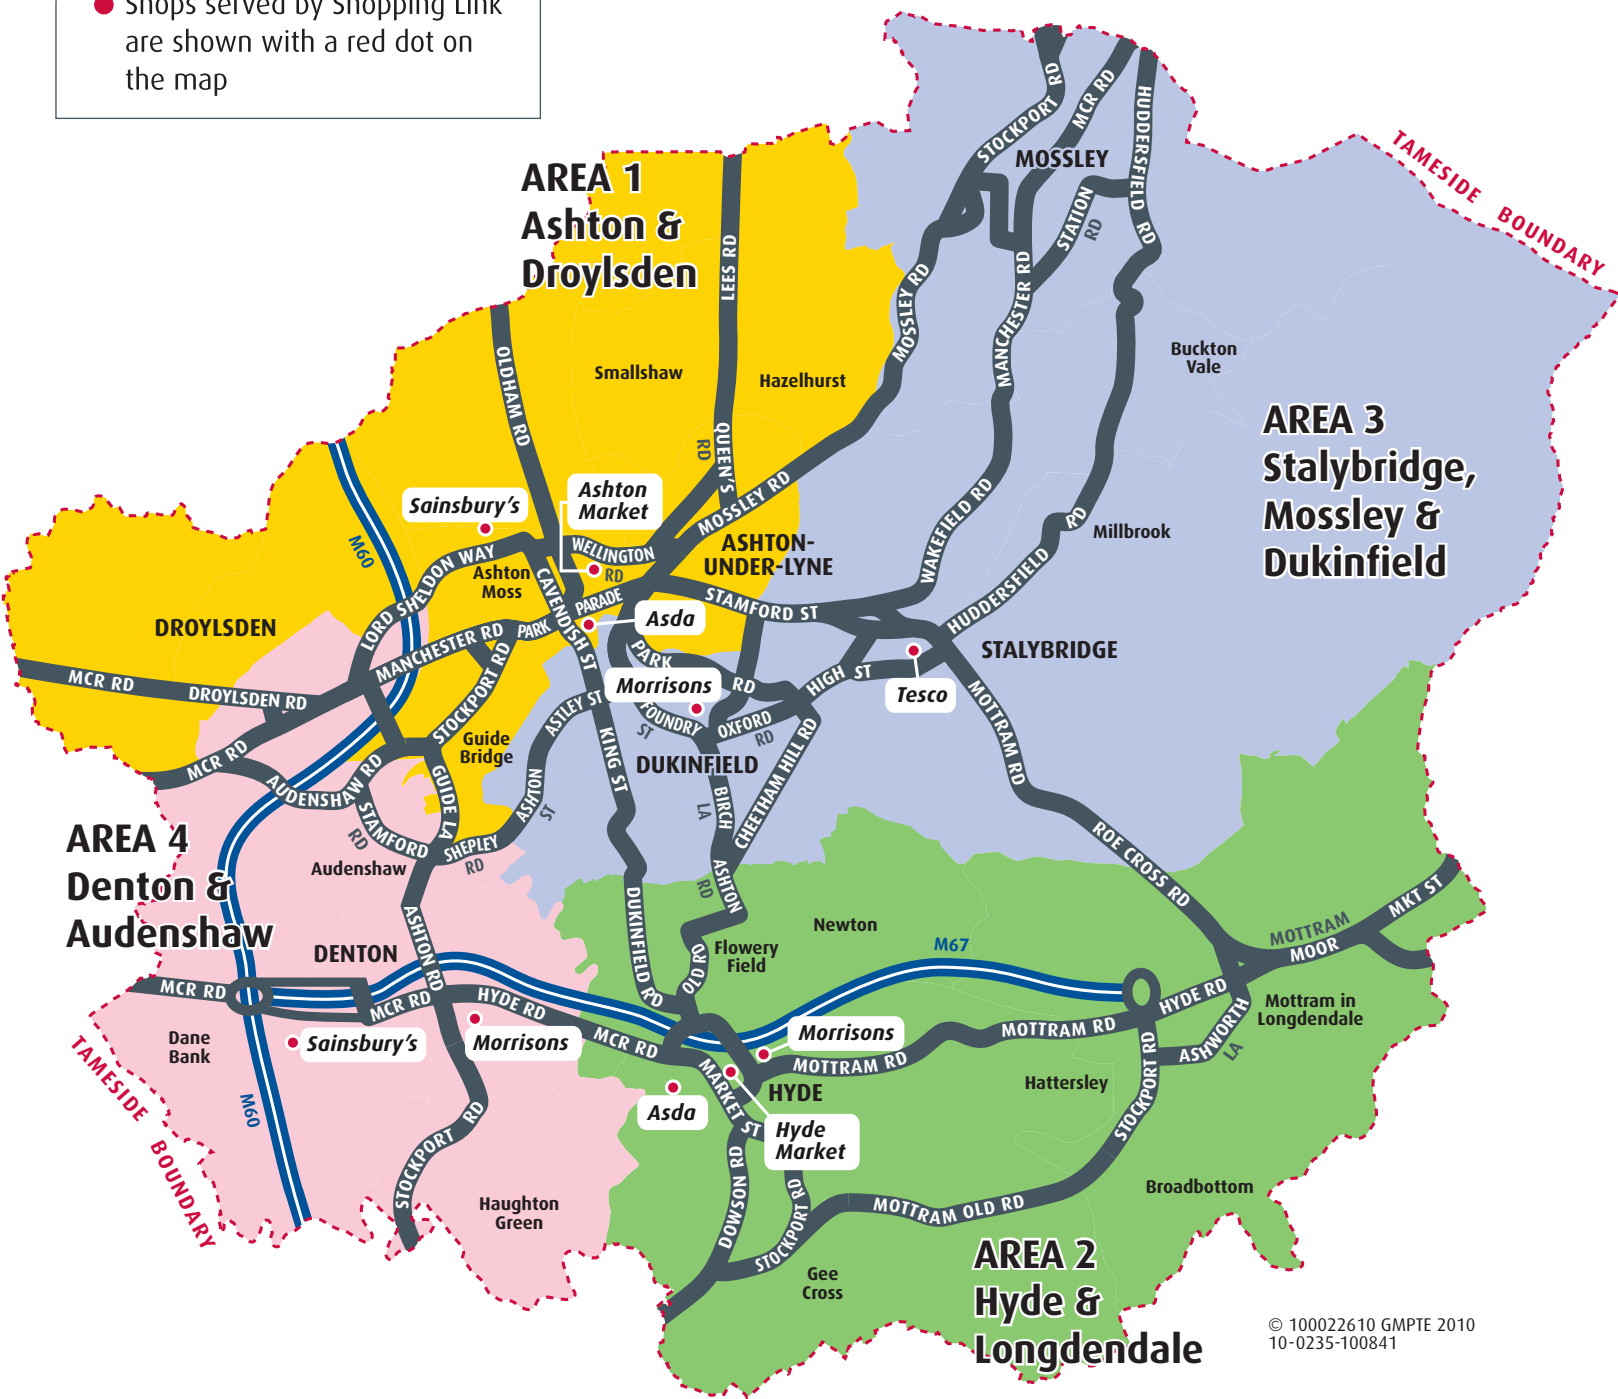 Shops served by Shopping Link
are shown with a red dot on
the map
AREA 1
Ashton &
Droylsden
AREA 3
Stalybridge,
Mossley &
Dukinfield
AREA 4
Denton &
Audenshaw
AREA 2
Hyde &
Longdendale
TAMESIDE BOUNDARY
TAMESIDE BOUNDARY
STOCKPORT RD
MCR RD
HUDDERSFIELD RD
MOSSLEY
STATION
RD
MOSSLEY RD
MANCHESTER RD
LEES RD
OLDHAM RD
Smallshaw
Hazelhurst
Buckton
Vale
QUEEN'S
RD
MOSSLEY RD
WAKEFIELD RD
Millbrook
HUDDERSFIELD RD
Sainsbury's
Ashton
Market
WELLINGTON
RD
ASHTON-
UNDER-LYNE
M60
LORD SHELDON WAY
Ashton
Moss
CAVENDISH ST
PARK PARADE
STAMFORD ST
Asda
DROYLSDEN
MANCHESTER RD
STALYBRIDGE
MCR RD
DROYLSDEN RD
STOCKPORT RD
PARK
RD
Morrisons
HIGH ST
Tesco
MOTTRAM RD
ASTLEY ST
FOUNDRY
ST
OXFORD
RD
KING ST
Guide
Bridge
DUKINFIELD
MCR RD
AUDENSHAW RD
GUIDE LA
ASHTON
ST
BIRCH
LA
CHEETHAM HILL RD
STAMFORD
RD
SHEPLEY
RD
Audenshaw
ASHTON
RD
ROE CROSS RD
DUKINFIELD RD
ASHTON RD
Newton
MKT ST
MOTTRAM
MOOR
DENTON
Flowery
Field
OLD RD
M67
MCR RD
MCR RD
HYDE RD
HYDE RD
Mottram in
Longdendale
MOTTRAM RD
ASHWORTH
LA
Dane
Bank
Sainsbury's
Morrisons
MCR RD
Morrisons
MOTTRAM RD
MARKET ST
HYDE
Hattersley
STOCKPORT RD
Asda
Hyde
Market
M60
STOCKPORT RD
DOWSON RD
STOCKPORT RD
MOTTRAM OLD RD
Broadbottom
Haughton
Green
Gee
Cross
© 100022610 GMPTE 2010
10-0235-100841